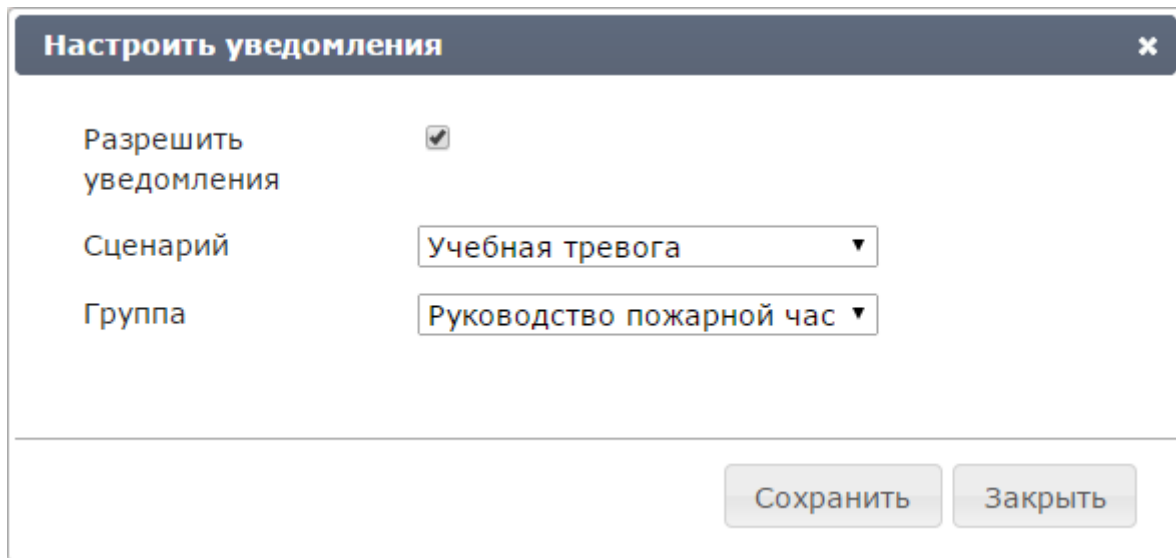 Настроить уведомления
Разрешить
уведомления
Сценарий
Учебная тревога
Группа
Руководство пожарной час
Сохранить
Закрыть